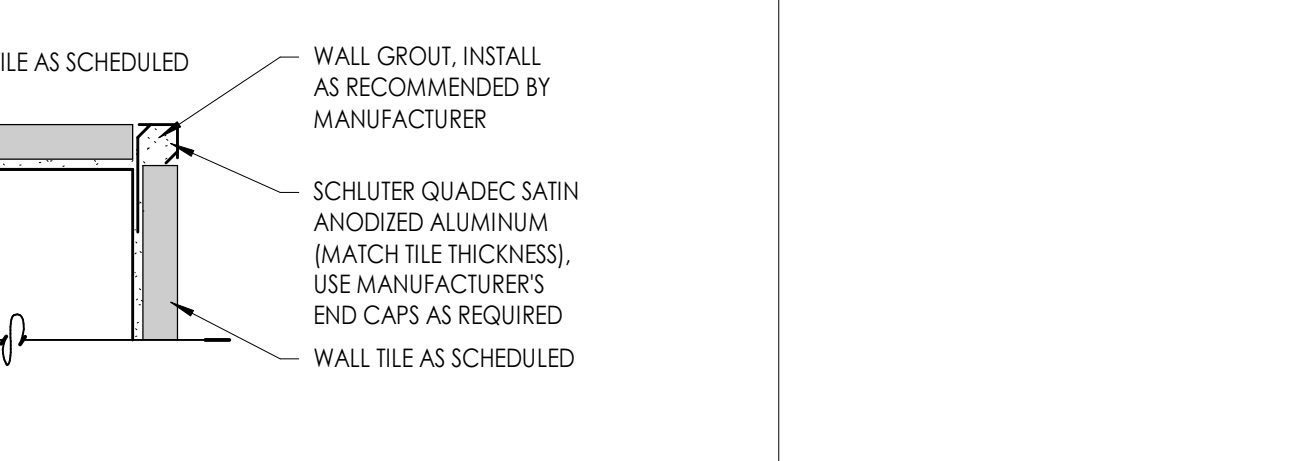 ILE AS SCHEDULED
WALL GROUT, INSTALL
AS RECOMMENDED BY
MANUFACTURER
SCHLUTER QUADEC SATIN
ANODIZED ALUMINUM
(MATCH TILE THICKNESS),
USE MANUFACTURER'S
END CAPS AS REQUIRED
WALL TILE AS SCHEDULED